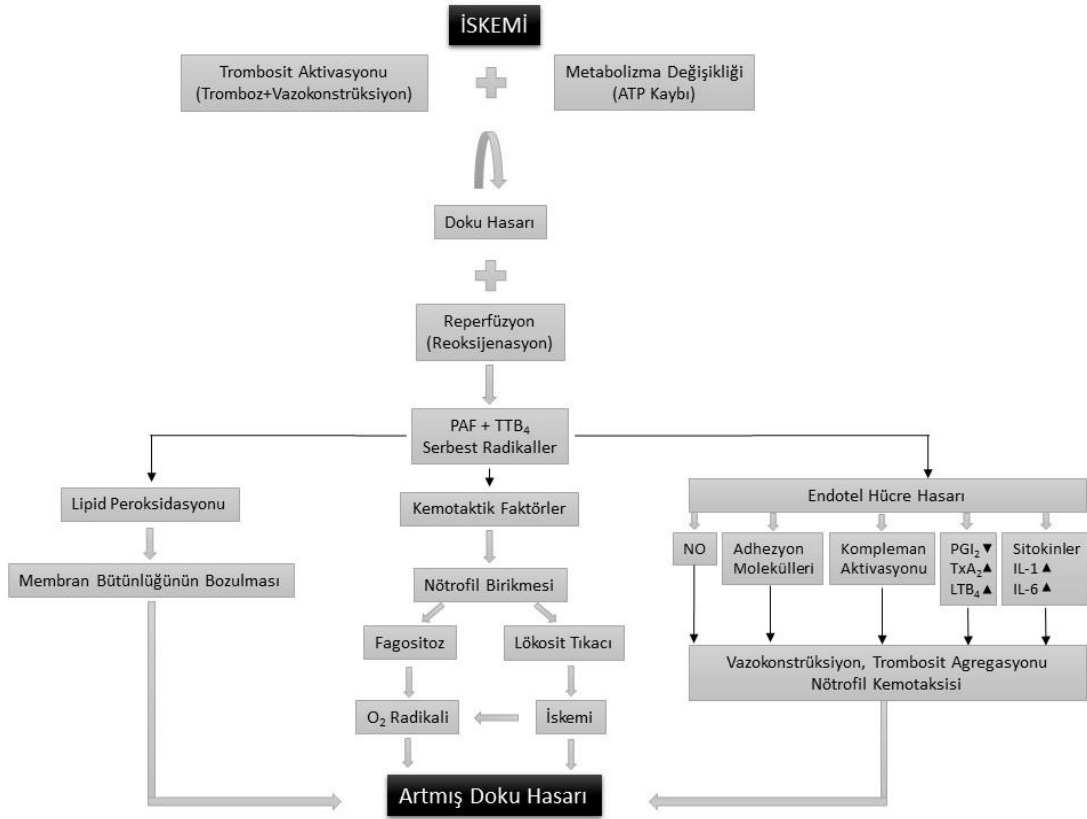 İSKEMİ
Trombosit Aktivasyonu
(Tromboz+Vazokonstrüksiyon)
Metabolizma Değişikliği
(ATP Kaybı)
Doku Hasarı
Reperfüzyon
(Reoksijenasyon)
PAF + TTB₄
Serbest Radikaller
Lipid Peroksidasyonu
Membran Bütünlüğünün Bozulması
Kemotaktik Faktörler
Nötrofil Birikmesi
Fagositoz
Lökosit Tıkacı
O₂ Radikali
İskemi
Endotel Hücre Hasarı
NO
Adhezyon
Molekülleri
Kompleman
Aktivasyonu
PGI₂▼
TxA₂▲
LTB₄▲
Sitokinler
IL-1▲
IL-6▲
Vazokonstrüksiyon, Trombosit Agregasyonu
Nötrofil Kemotaksisi
Artmış Doku Hasarı